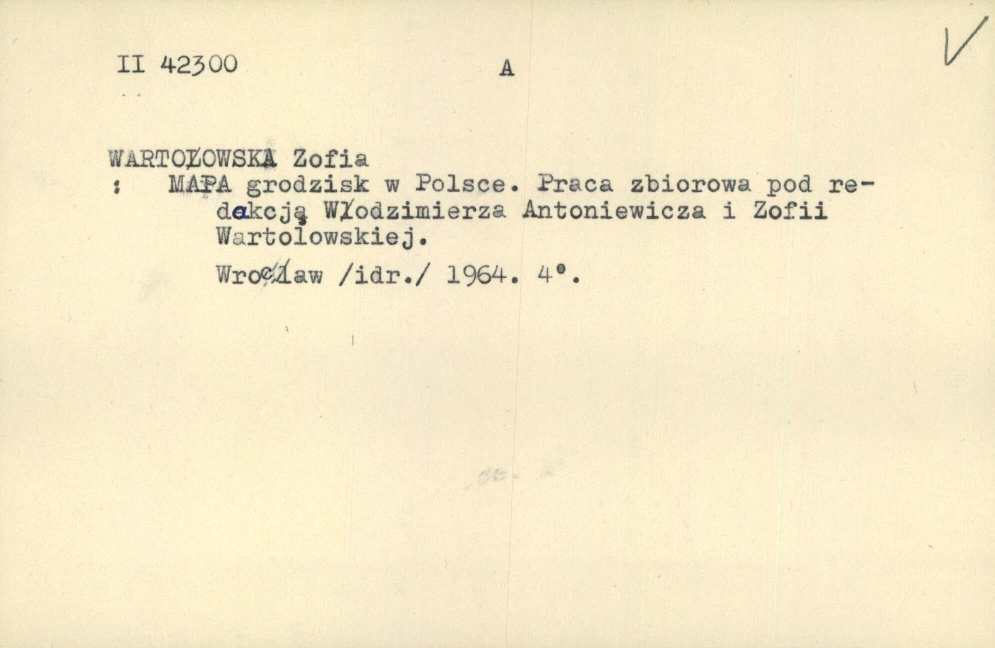 II 42300 A
WARTOŁOWSKA Zofia
: MAPA grodzisk w Polsce. Praca zbiorowa pod re-
dakcją Włodzimierza Antoniewicza i Zofii
Wartołowskiej.
Wrocław /idr./ 1964. 4°.